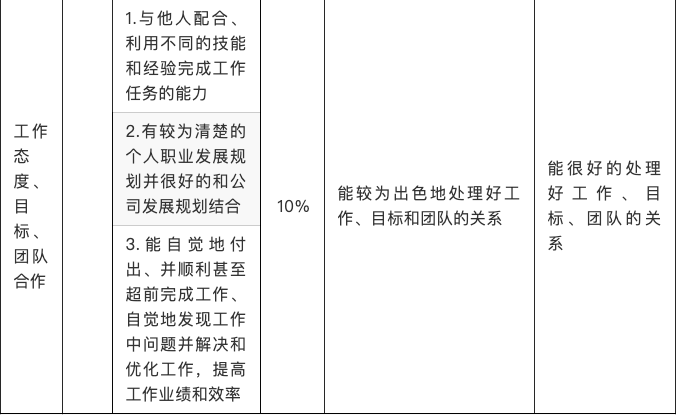 工作
态
度、
目
标、
团队
合作
1.与他人配合、
利用不同的技能
和经验完成工作
任务的能力
2.有较为清楚的
个人职业发展规
划并很好的和公
司发展规划结合
3.能自觉地付
出、并顺利甚至
超前完成工作、
自觉地发现工作
中问题并解决和
优化工作，提高
工作业绩和效率
10%
能较为出色地处理好工
作、目标和团队的关系
能很好的处理
好工作、目
标、团队的关
系